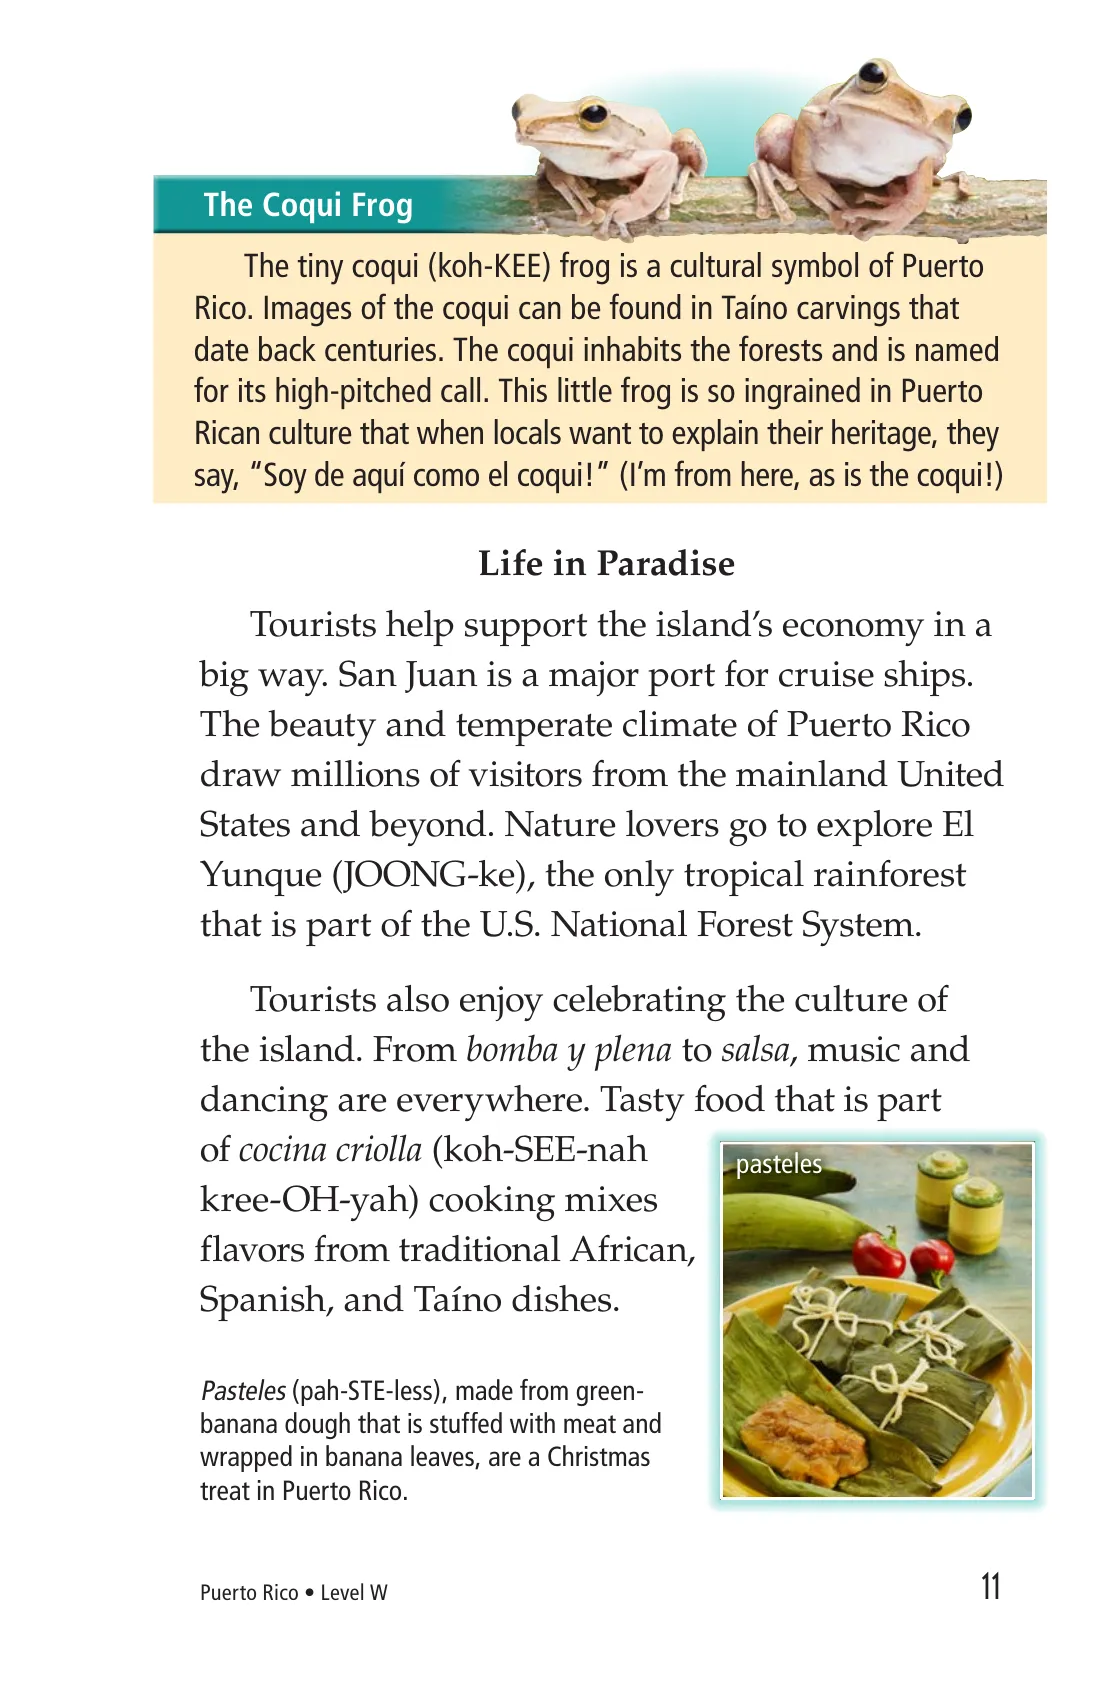 The Coqui Frog
The tiny coqui (koh-KEE) frog is a cultural symbol of Puerto
Rico. Images of the coqui can be found in Taíno carvings that
date back centuries. The coqui inhabits the forests and is named
for its high-pitched call. This little frog is so ingrained in Puerto
Rican culture that when locals want to explain their heritage, they
say, “Soy de aquí como el coqui!” (I’m from here, as is the coqui!)
Life in Paradise
Tourists help support the island’s economy in a
big way. San Juan is a major port for cruise ships.
The beauty and temperate climate of Puerto Rico
draw millions of visitors from the mainland United
States and beyond. Nature lovers go to explore El
Yunque (JOONG-ke), the only tropical rainforest
that is part of the U.S. National Forest System.
Tourists also enjoy celebrating the culture of
the island. From bomba y plena to salsa, music and
dancing are everywhere. Tasty food that is part
of cocina criolla (koh-SEE-nah
kree-OH-yah) cooking mixes
flavors from traditional African,
Spanish, and Taíno dishes.
pasteles
Pasteles (pah-STE-less), made from green-
banana dough that is stuffed with meat and
wrapped in banana leaves, are a Christmas
treat in Puerto Rico.
Puerto Rico • Level W
11